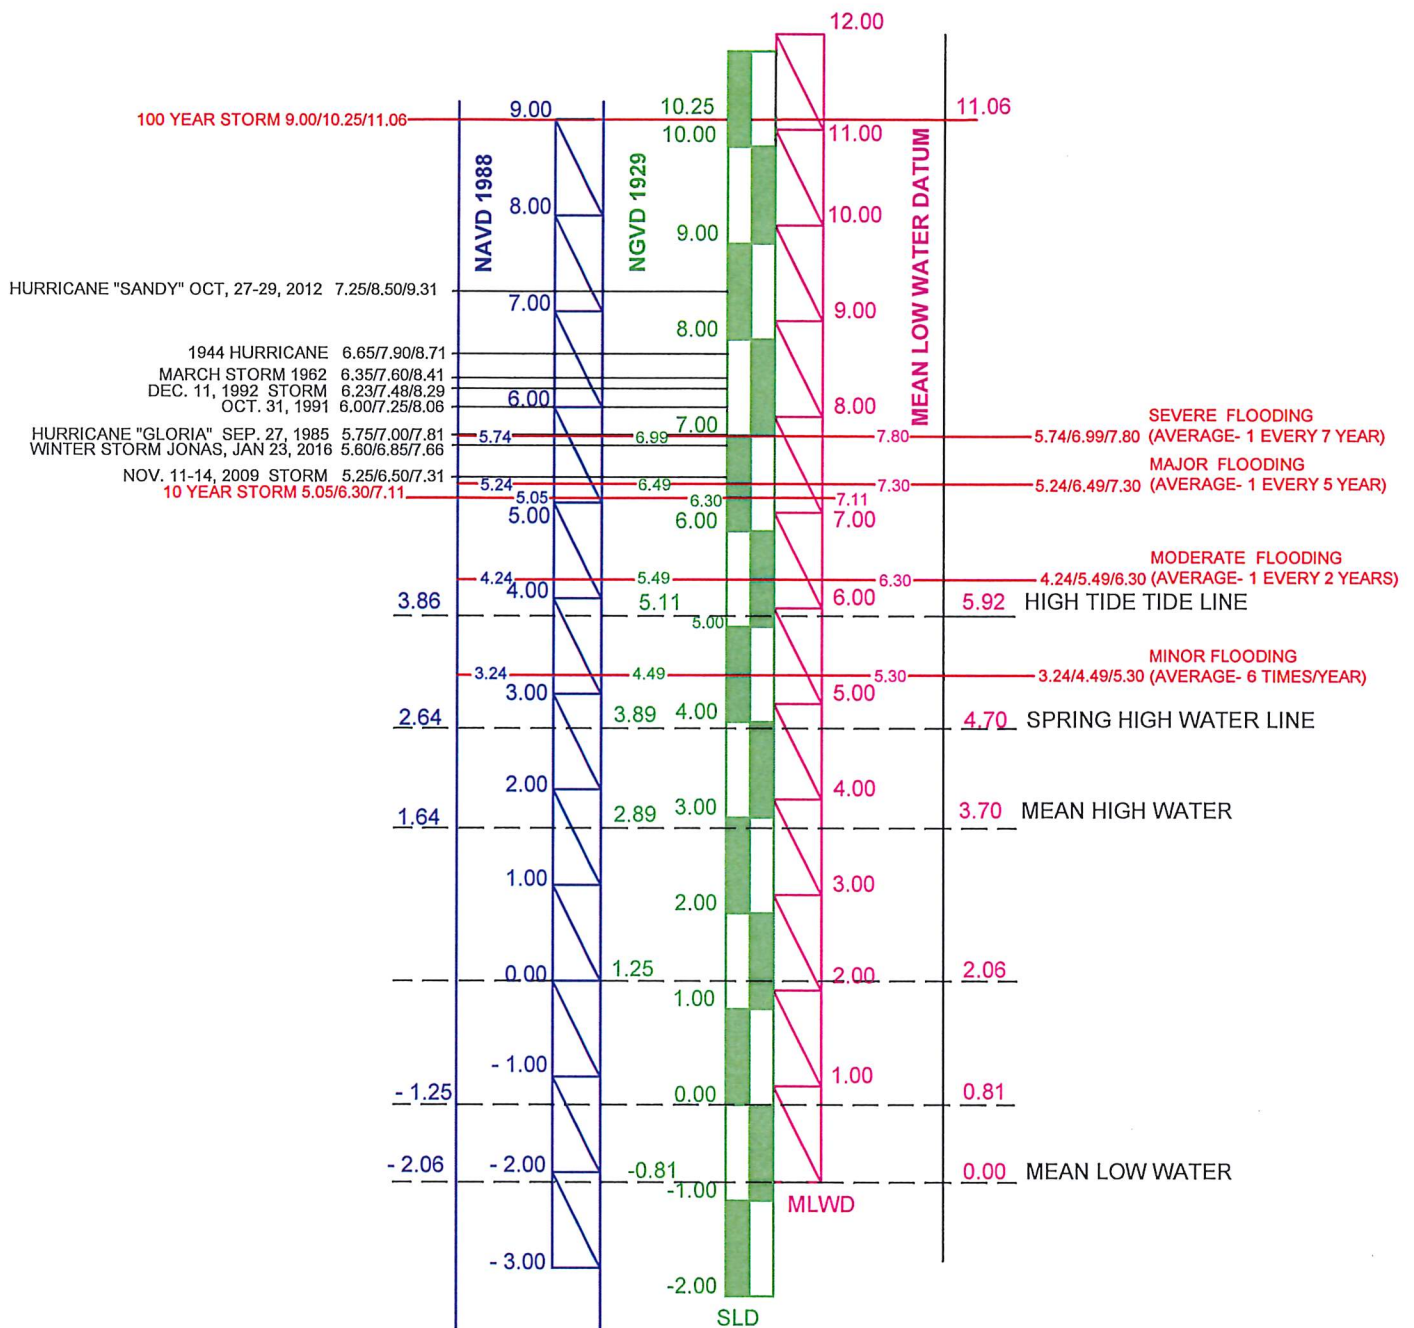 12.00
10.25
11.06
9.00
100 YEAR STORM 9.00/10.25/11.06
10.00
11.00
NAVD 1988
NGVD 1929
MEAN LOW WATER DATUM
8.00
10.00
9.00
HURRICANE "SANDY" OCT, 27-29, 2012 7.25/8.50/9.31
7.00
9.00
8.00
1944 HURRICANE 6.65/7.90/8.71
MARCH STORM 1962 6.35/7.60/8.41
DEC. 11, 1992 STORM 6.23/7.48/8.29
OCT. 31, 1991 6.00/7.25/8.06
6.00
8.00
7.00
SEVERE FLOODING
HURRICANE "GLORIA" SEP. 27, 1985 5.75/7.00/7.81
5.74
6.99
7.80
5.74/6.99/7.80 (AVERAGE- 1 EVERY 7 YEAR)
WINTER STORM JONAS, JAN 23, 2016 5.60/6.85/7.66
MAJOR FLOODING
NOV. 11-14, 2009 STORM 5.25/6.50/7.31
5.24
6.49
7.30
5.24/6.49/7.30 (AVERAGE- 1 EVERY 5 YEAR)
10 YEAR STORM 5.05/6.30/7.11
5.05
6.30
7.11
5.00
6.00
7.00
MODERATE FLOODING
4.24
5.49
6.30
4.24/5.49/6.30 (AVERAGE- 1 EVERY 2 YEARS)
3.86
4.00
5.11
6.00
5.92 HIGH TIDE TIDE LINE
5.00
MINOR FLOODING
3.24
4.49
5.30
3.24/4.49/5.30 (AVERAGE- 6 TIMES/YEAR)
3.00
5.00
2.64
3.89
4.00
4.70 SPRING HIGH WATER LINE
2.00
4.00
1.64
2.89
3.00
3.70 MEAN HIGH WATER
1.00
3.00
2.00
0.00
1.25
2.00
2.06
1.00
- 1.00
1.00
- 1.25
0.00
0.81
- 2.06
- 2.00
-0.81
0.00 MEAN LOW WATER
-1.00
MLWD
- 3.00
-2.00
SLD